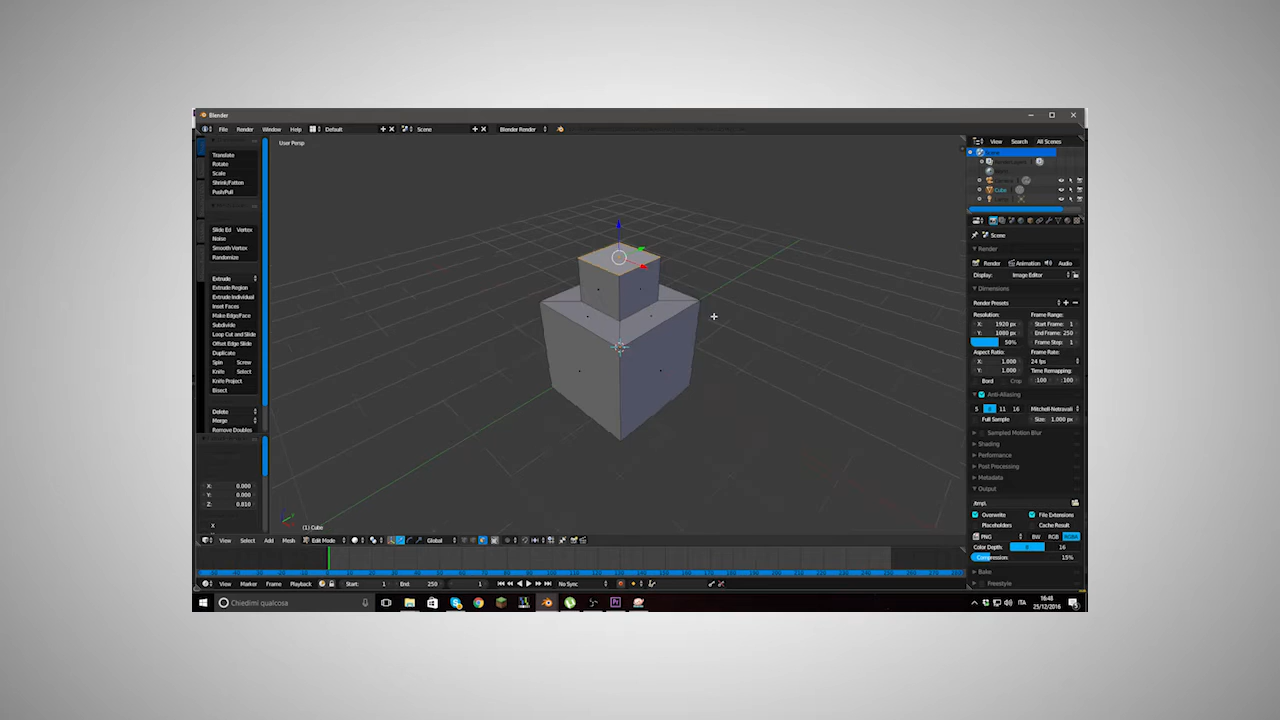 Blender
File Render Window Help Default Scene Blender Render
User Persp
View Search All Scenes
Translate
Rotate
Scale
Shrink/Fatten
Push/Pull
Slide Ed Vertex
Noise
Smooth Vertex
Randomize
Extrude
Extrude Region
Extrude Individual
Inset Faces
Make Edge/Face
Subdivide
Loop Cut and Slide
Offset Edge Slide
Duplicate
Spin Screw
Knife Select
Knife Project
Bisect
Delete
Merge
Remove Doubles
X: 0.000
Y: 0.000
Z: 0.810
X
(1) Cube
Cube
Scene
Render
Render Animation Audio
Display: Image Editor
Dimensions
Render Presets
Resolution: Frame Range:
X: 1920 px Start Frame: 1
Y: 1080 px End Frame: 250
50% Frame Step: 1
Aspect Ratio: Frame Rate:
X: 1.000 24 fps
Y: 1.000 Time Remapping:
Bord Crop :100 :100
Anti-Aliasing
5 8 11 16 Mitchell-Netravali
Full Sample Size: 1.000 px
Sampled Motion Blur
Shading
Performance
Post Processing
Metadata
Output
/tmp\
Overwrite File Extensions
Placeholders Cache Result
PNG BW RGB RGBA
Color Depth: 8 16
Compression: 15%
Bake
Freestyle
View Select Add Mesh Edit Mode Global
View Marker Frame Playback Start: 1 End: 250 1 No Sync
Chiedimi qualcosa
ITA
16:48
25/12/2016